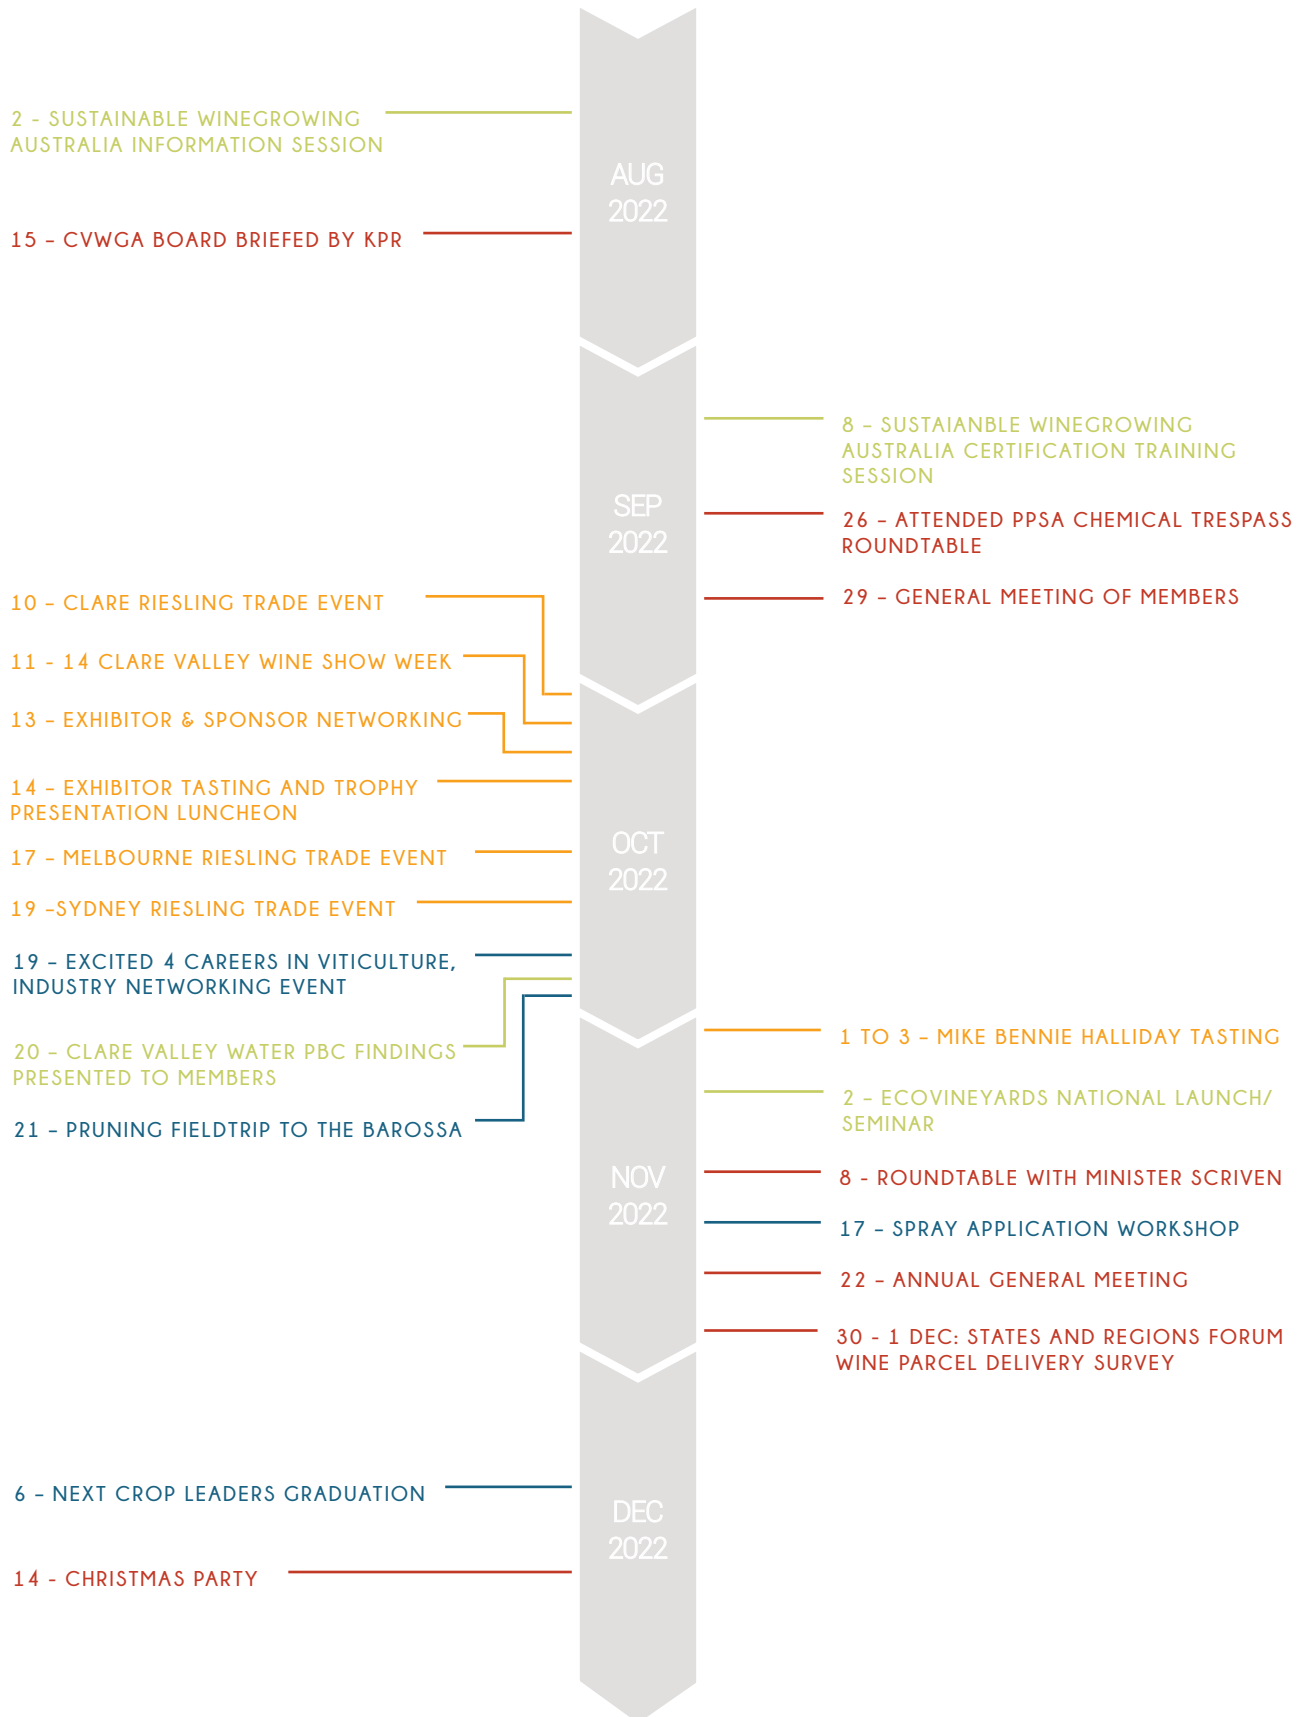 2 - SUSTAINABLE WINEGROWING
AUSTRALIA INFORMATION SESSION
AUG
2022
15 – CVWGA BOARD BRIEFED BY KPR
8 – SUSTAIANBLE WINEGROWING
AUSTRALIA CERTIFICATION TRAINING
SESSION
SEP
2022
26 – ATTENDED PPSA CHEMICAL TRESPASS
ROUNDTABLE
29 – GENERAL MEETING OF MEMBERS
10 – CLARE RIESLING TRADE EVENT
11 - 14 CLARE VALLEY WINE SHOW WEEK
13 – EXHIBITOR & SPONSOR NETWORKING
14 – EXHIBITOR TASTING AND TROPHY
PRESENTATION LUNCHEON
OCT
2022
17 – MELBOURNE RIESLING TRADE EVENT
19 –SYDNEY RIESLING TRADE EVENT
19 – EXCITED 4 CAREERS IN VITICULTURE,
INDUSTRY NETWORKING EVENT
20 – CLARE VALLEY WATER PBC FINDINGS
PRESENTED TO MEMBERS
21 – PRUNING FIELDTRIP TO THE BAROSSA
1 TO 3 – MIKE BENNIE HALLIDAY TASTING
2 – ECOVINEYARDS NATIONAL LAUNCH/
SEMINAR
NOV
2022
8 - ROUNDTABLE WITH MINISTER SCRIVEN
17 – SPRAY APPLICATION WORKSHOP
22 – ANNUAL GENERAL MEETING
30 - 1 DEC: STATES AND REGIONS FORUM
WINE PARCEL DELIVERY SURVEY
6 – NEXT CROP LEADERS GRADUATION
DEC
2022
14 - CHRISTMAS PARTY